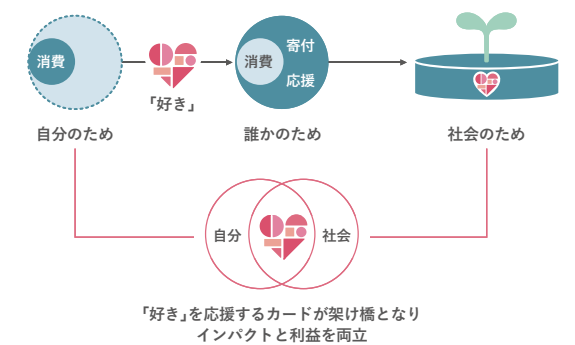 消費
「好き」
消費
寄付
応援
自分のため
誰かのため
社会のため
自分
社会
「好き」を応援するカードが架け橋となり
インパクトと利益を両立